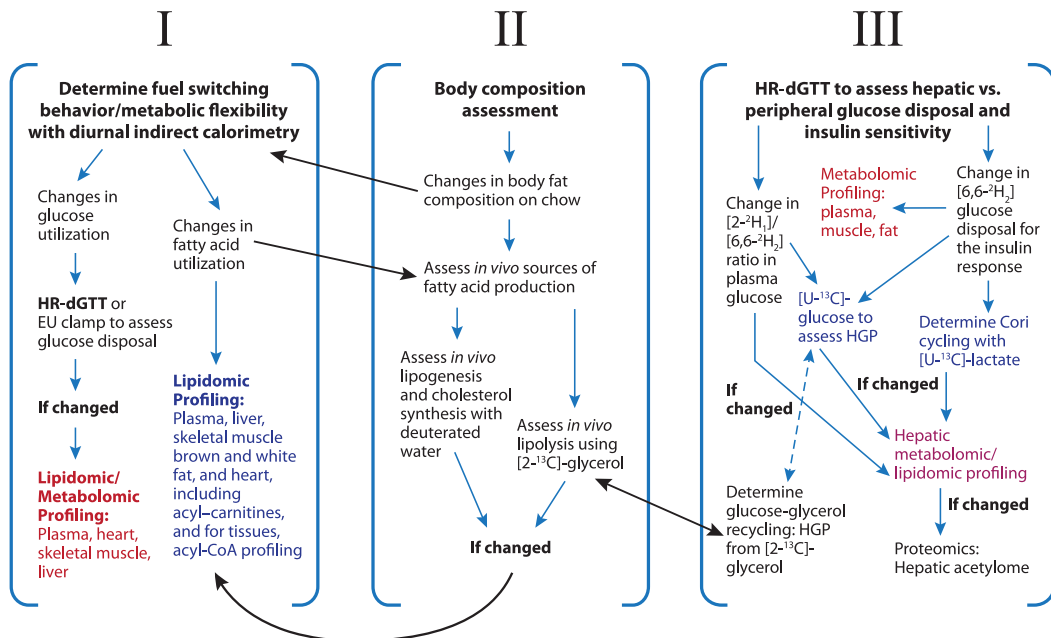 I
Determine fuel switching
behavior/metabolic flexibility
with diurnal indirect calorimetry
Changes in
glucose
utilization
Changes in
fatty acid
utilization
HR-dGTT or
EU clamp to assess
glucose disposal
If changed
Lipidomic/
Metabolomic
Profiling:
Plasma, heart,
skeletal muscle,
liver
Lipidomic
Profiling:
Plasma, liver,
skeletal muscle
brown and white
fat, and heart,
including
acyl–carnitines,
and for tissues,
acyl-CoA profiling
II
Body composition
assessment
Changes in body fat
composition on chow
Assess in vivo sources of
fatty acid production
Assess in vivo
lipogenesis
and cholesterol
synthesis with
deuterated
water
Assess in vivo
lipolysis using
[2-¹³C]-glycerol
If changed
III
HR-dGTT to assess hepatic vs.
peripheral glucose disposal and
insulin sensitivity
Change in
[2-²H₁]/
[6,6-²H₂]
ratio in
plasma
glucose
Metabolomic
Profiling:
plasma,
muscle, fat
Change in
[6,6-²H₂]
glucose
disposal for
the insulin
response
[U-¹³C]-
glucose to
assess HGP
Determine Cori
cycling with
[U-¹³C]-lactate
If
changed
If changed
Hepatic
metabolomic/
lipidomic profiling
If changed
Determine
glucose-glycerol
recycling: HGP
from [2-¹³C]-
glycerol
Proteomics:
Hepatic acetylome